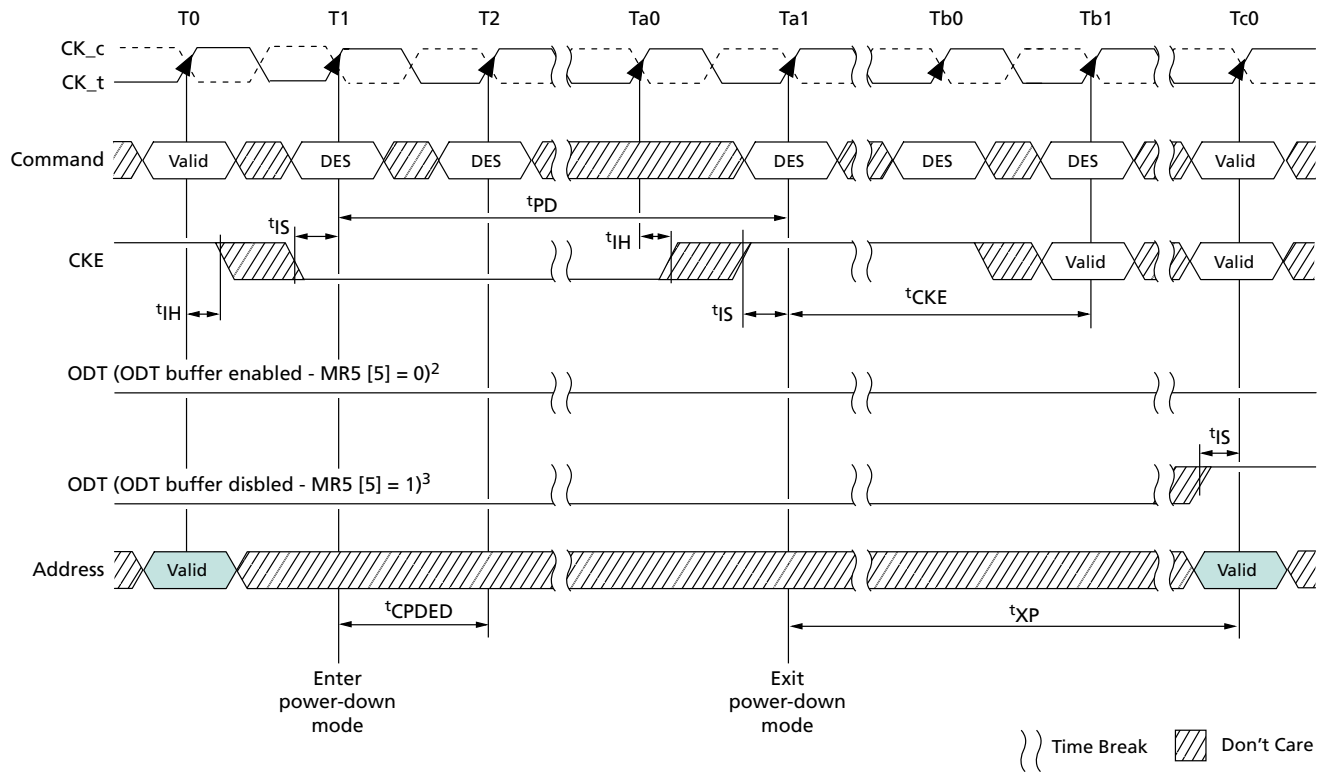 T0 T1 T2 Ta0 Ta1 Tb0 Tb1 Tc0
CK_c
CK_t
Command Valid DES DES DES DES DES Valid
tPD
tIS
tIH
CKE Valid Valid
tIH
tIS
tCKE
ODT (ODT buffer enabled - MR5 [5] = 0)2
tIS
ODT (ODT buffer disbled - MR5 [5] = 1)3
Address Valid Valid
tCPDED
tXP
Enter
power-down
mode
Exit
power-down
mode
Time Break
Don't Care